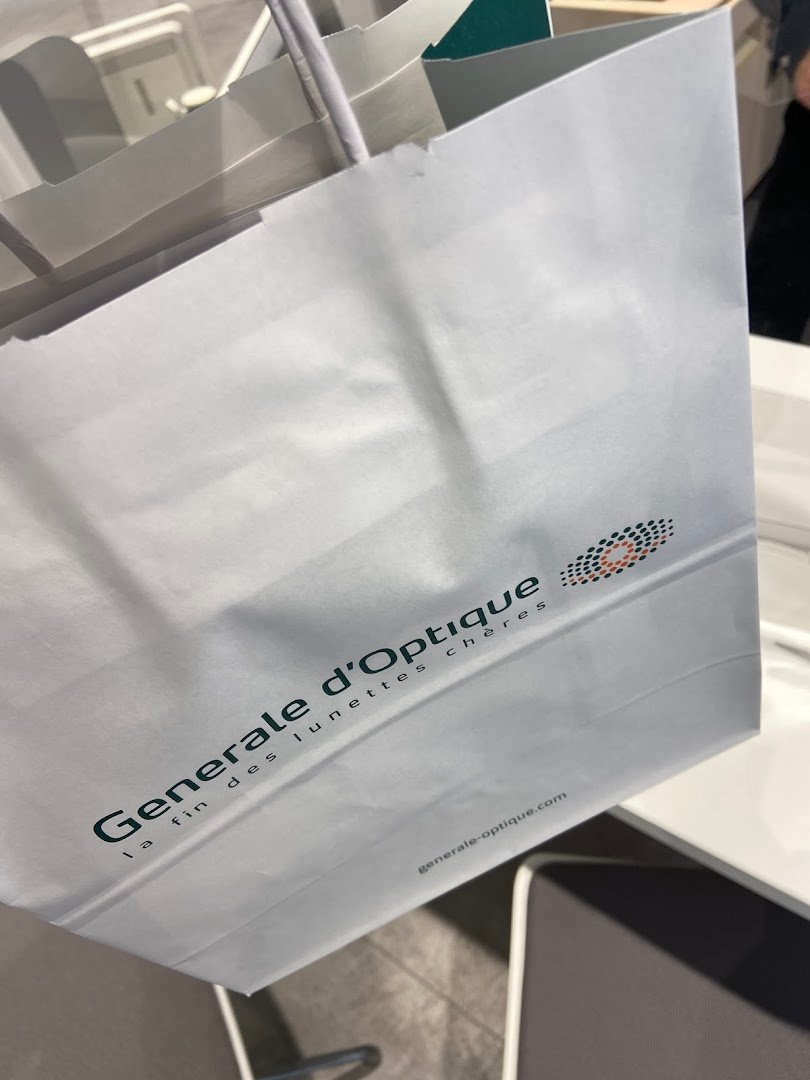 Generale d'Optique
la fin des lunettes chères
generale-optique.com